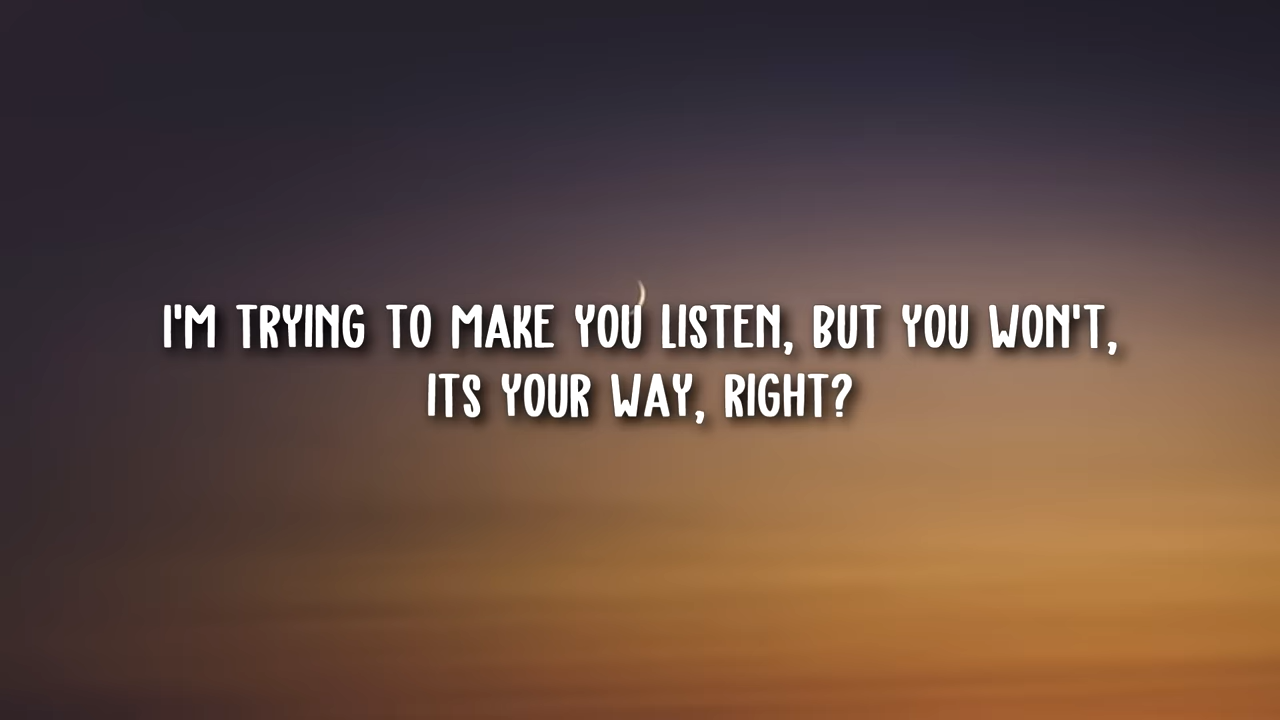 I'M TRYING TO MAKE YOU LISTEN, BUT YOU WON'T,
ITS YOUR WAY, RIGHT?